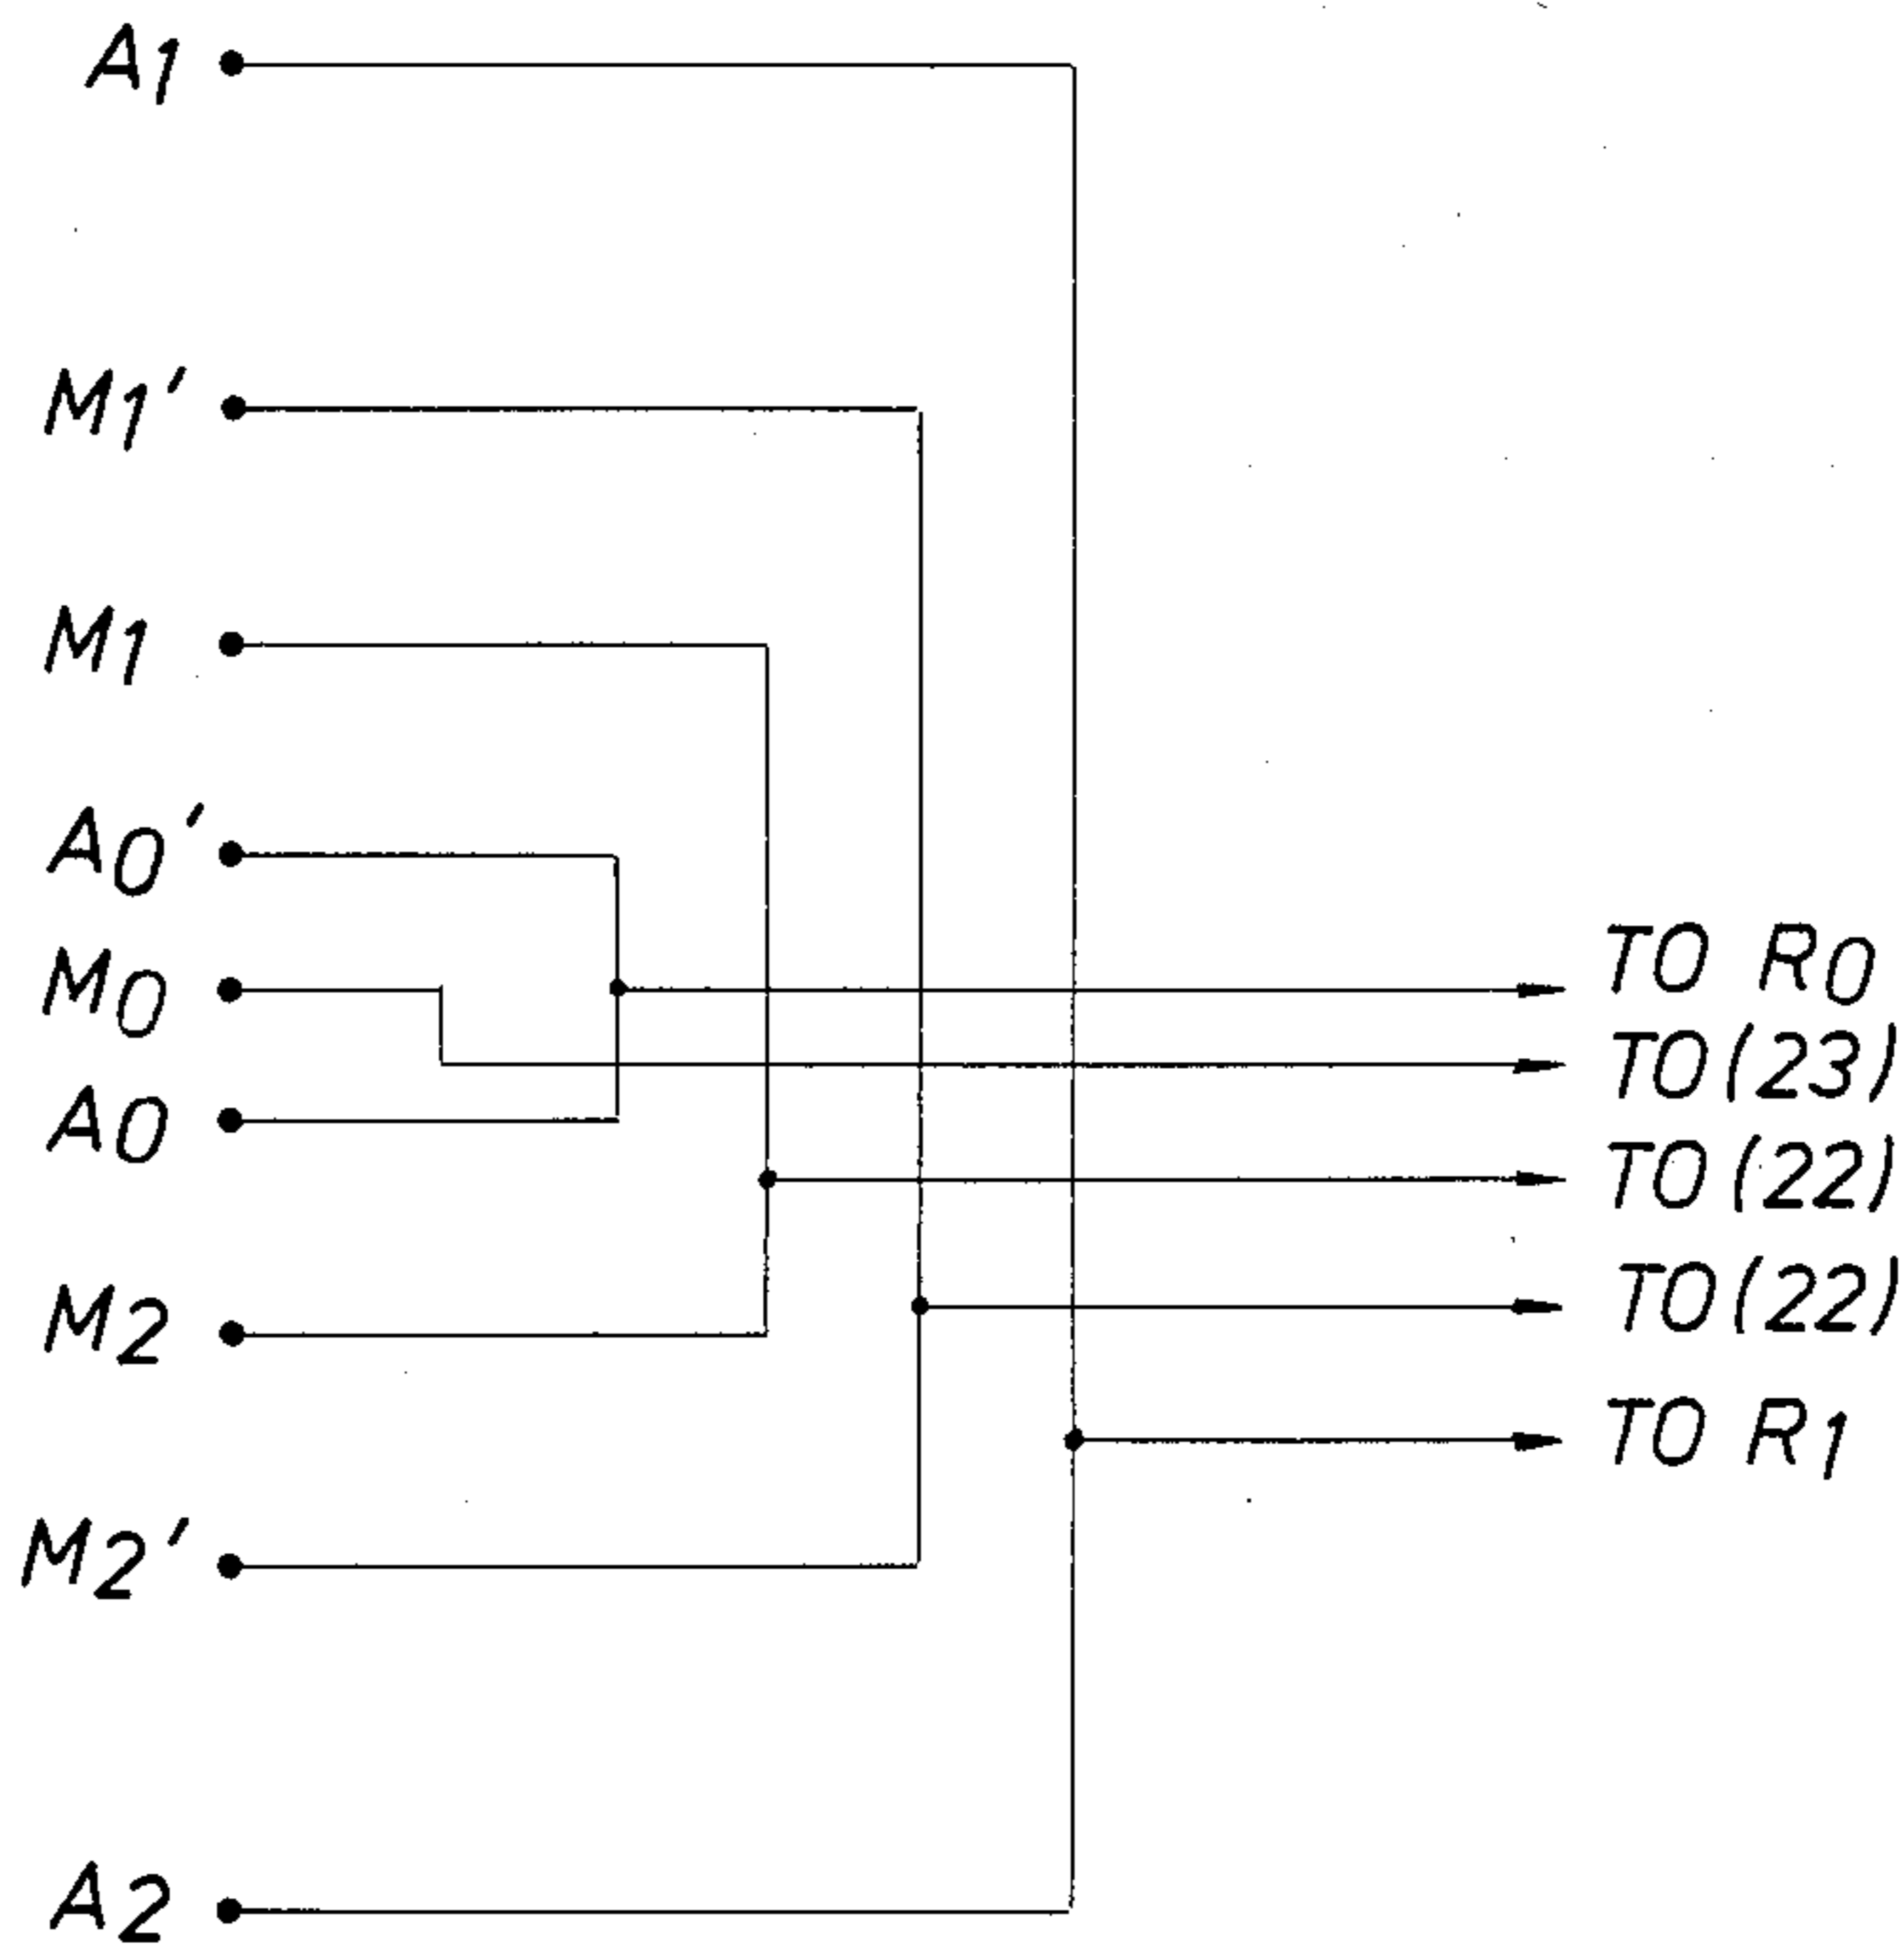 A1
M1'
M1
A0'
M0
A0
M2
M2'
A2
TO R0
TO (23)
TO (22)
TO (22)
TO R1